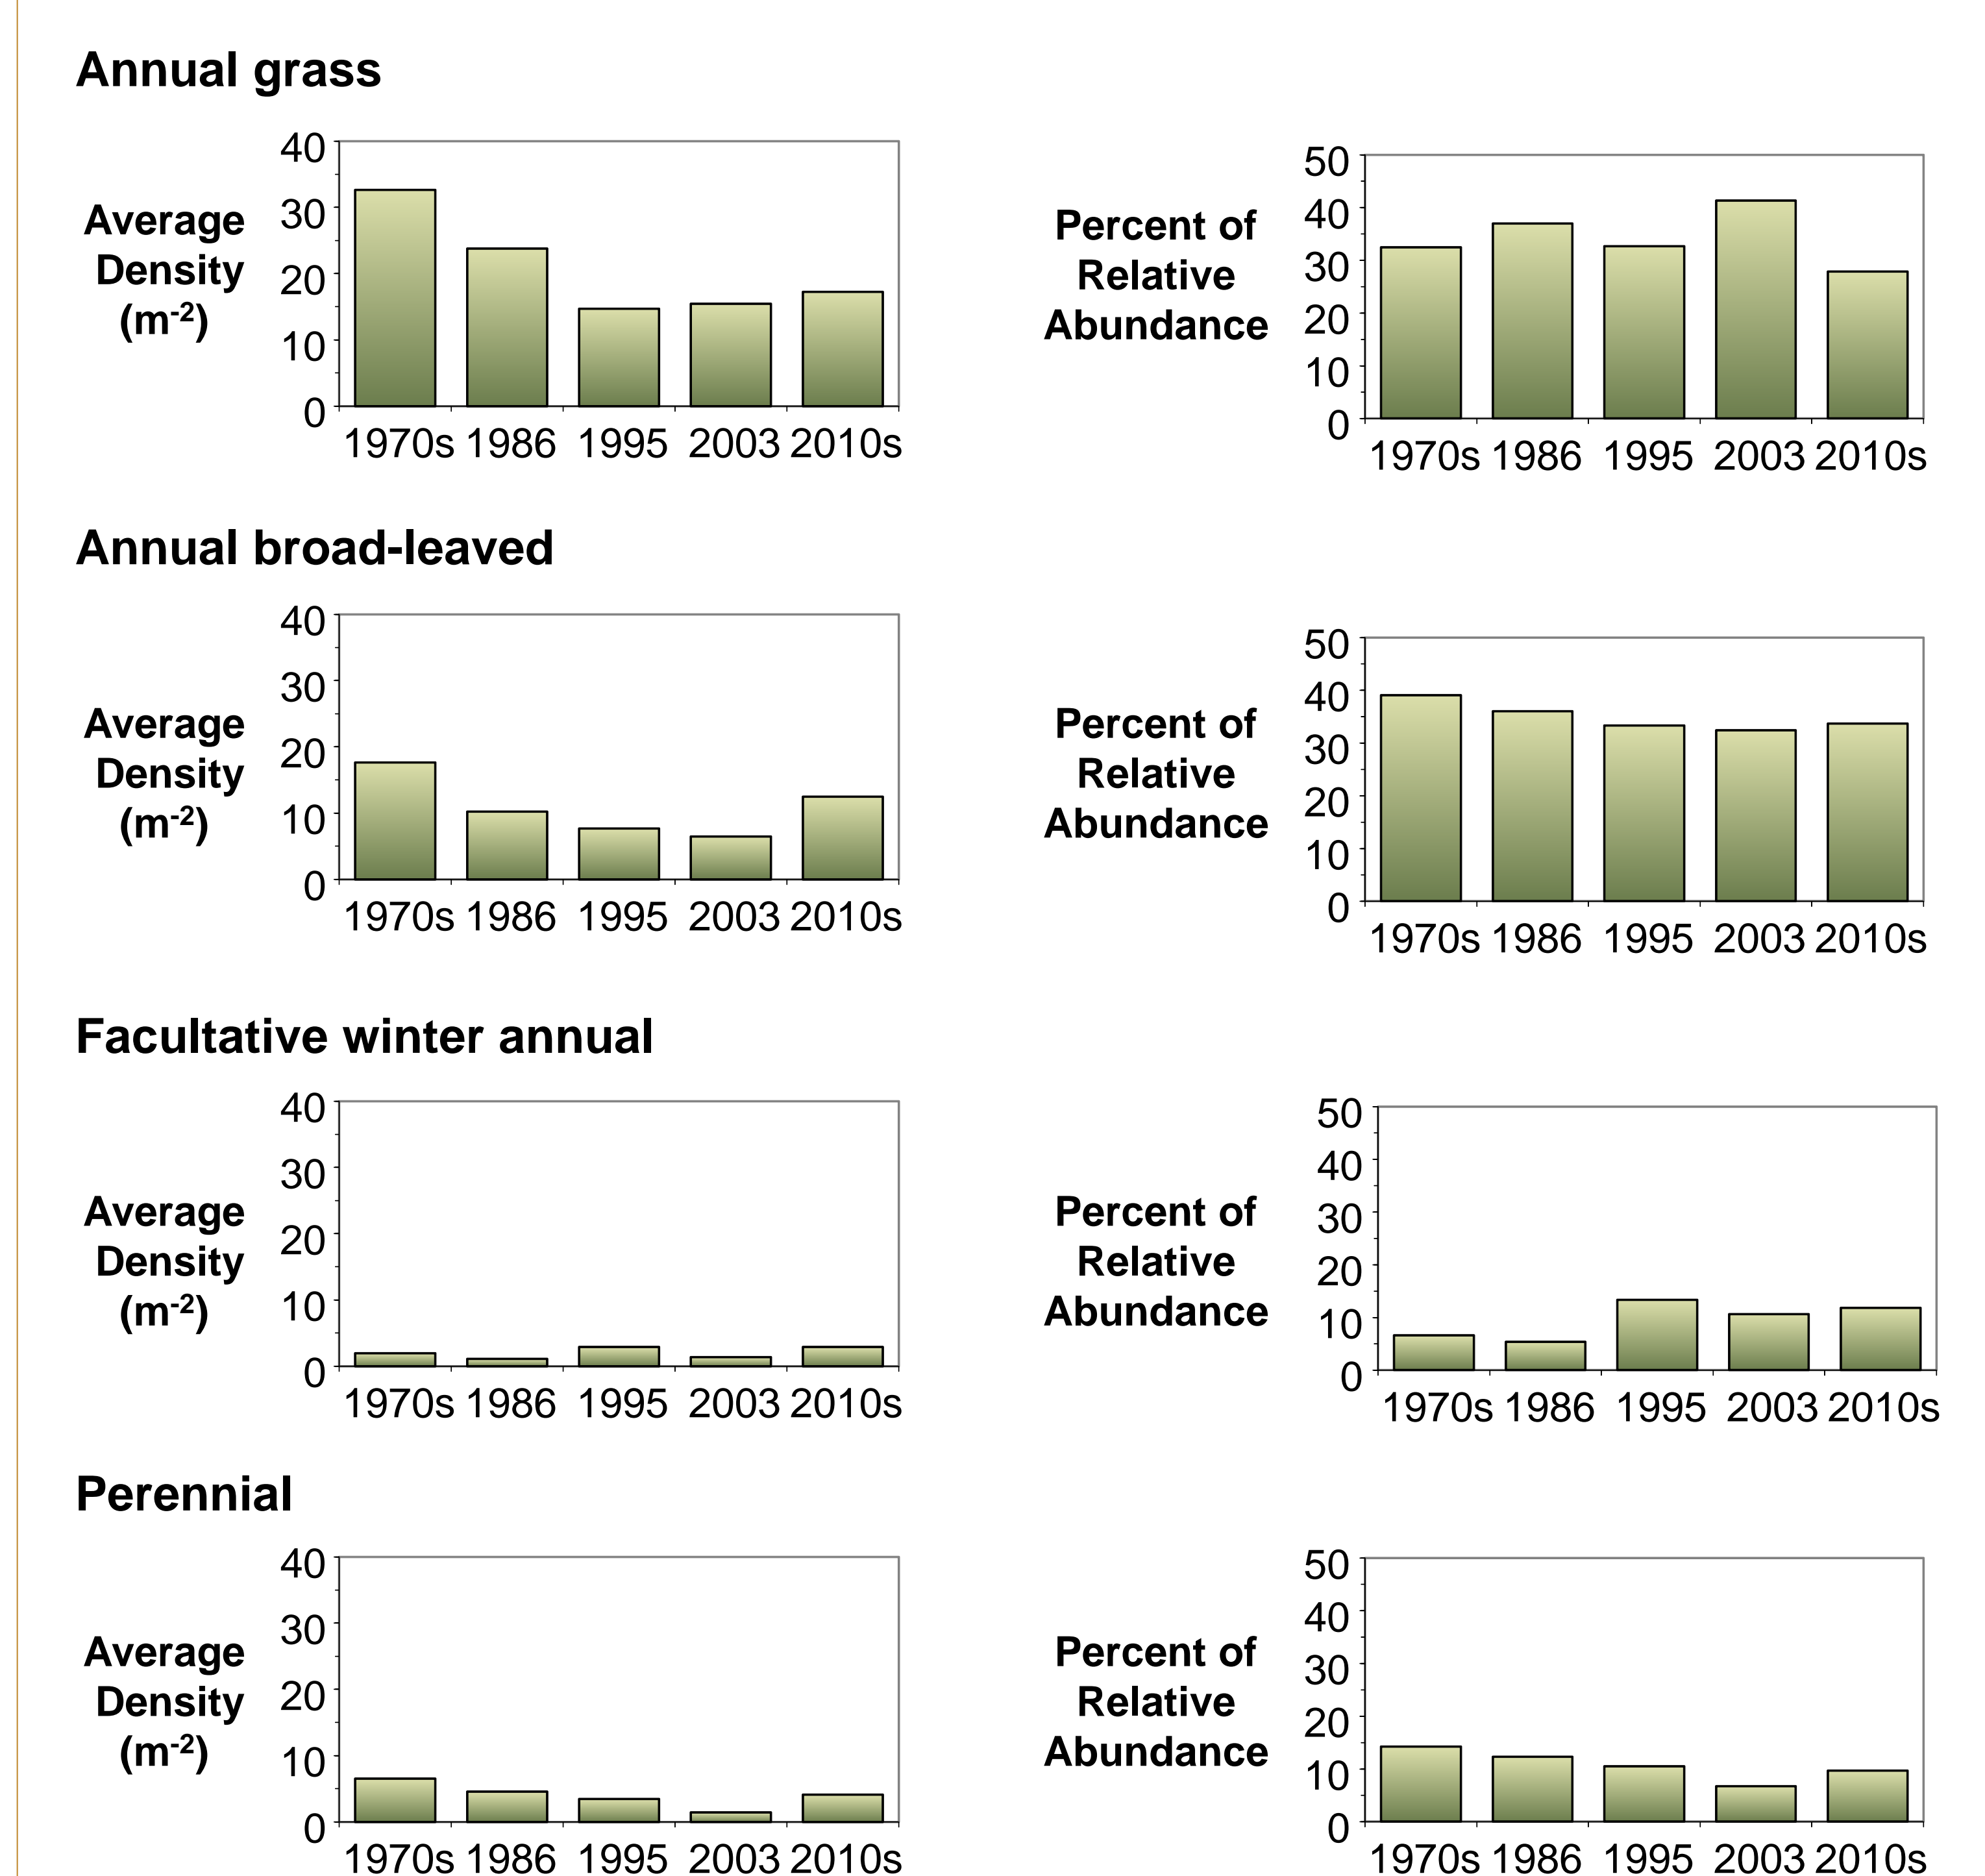 Annual grass
Average
Density
(m-2)
40
30
20
10
0
1970s 1986 1995 2003 2010s
Percent of
Relative
Abundance
50
40
30
20
10
0
1970s 1986 1995 2003 2010s
Annual broad-leaved
Average
Density
(m-2)
40
30
20
10
0
1970s 1986 1995 2003 2010s
Percent of
Relative
Abundance
50
40
30
20
10
0
1970s 1986 1995 2003 2010s
Facultative winter annual
Average
Density
(m-2)
40
30
20
10
0
1970s 1986 1995 2003 2010s
Percent of
Relative
Abundance
50
40
30
20
10
0
1970s 1986 1995 2003 2010s
Perennial
Average
Density
(m-2)
40
30
20
10
0
1970s 1986 1995 2003 2010s
Percent of
Relative
Abundance
50
40
30
20
10
0
1970s 1986 1995 2003 2010s